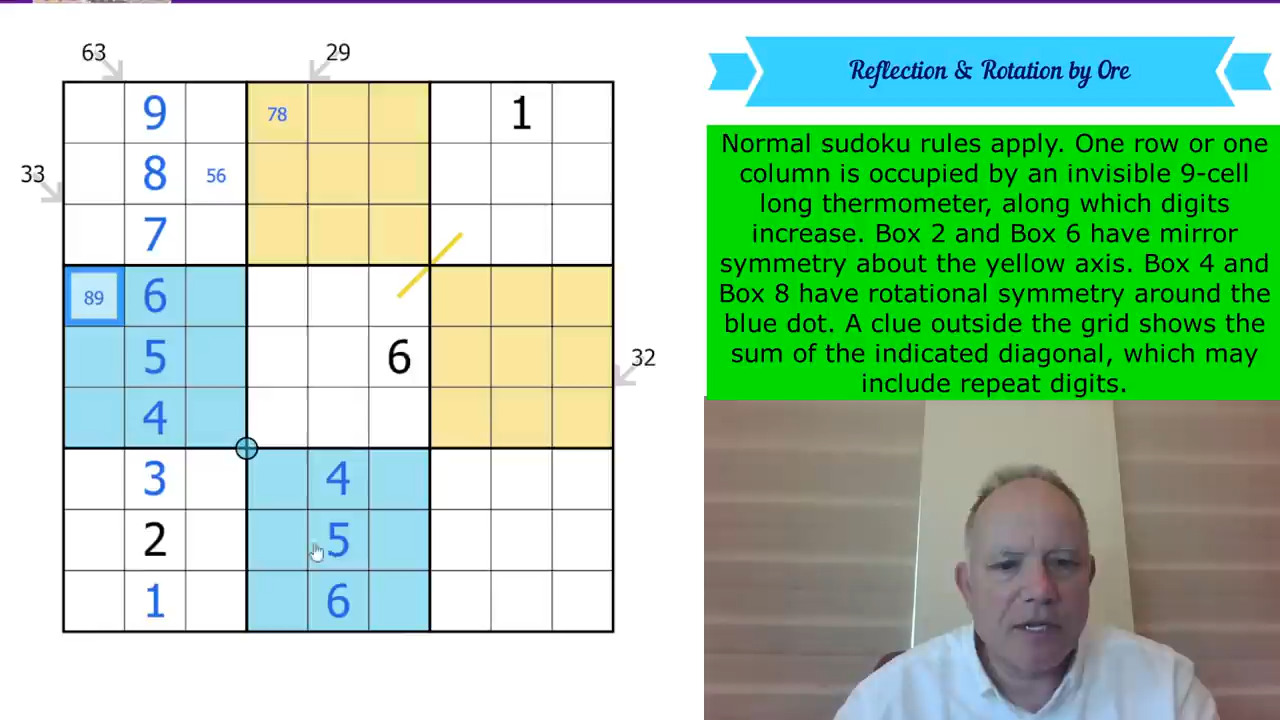 63 29
Reflection & Rotation by Ore
9 78 1
33 8 56
7
89 6
5 6 32
4
3 4
2 5
1 6
Normal sudoku rules apply. One row or one
column is occupied by an invisible 9-cell
long thermometer, along which digits
increase. Box 2 and Box 6 have mirror
symmetry about the yellow axis. Box 4 and
Box 8 have rotational symmetry around the
blue dot. A clue outside the grid shows the
sum of the indicated diagonal, which may
include repeat digits.